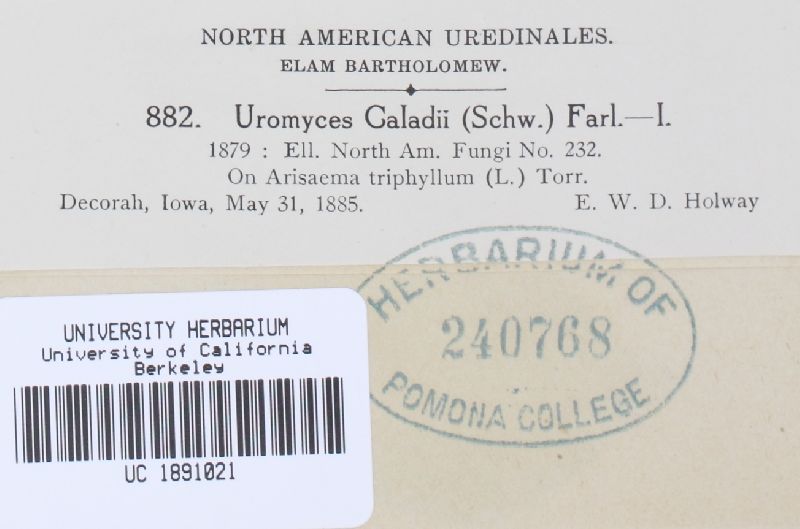 NORTH AMERICAN UREDINALES.
ELAM BARTHOLOMEW.
882. Uromyces Caladii (Schw.) Farl.—I.
1879 : Ell. North Am. Fungi No. 232.
On Arisaema triphyllum (L.) Torr.
Decorah, Iowa, May 31, 1885. E. W. D. Holway
HERBARIUM OF
240768
POMONA COLLEGE
UNIVERSITY HERBARIUM
University of California
Berkeley
UC 1891021